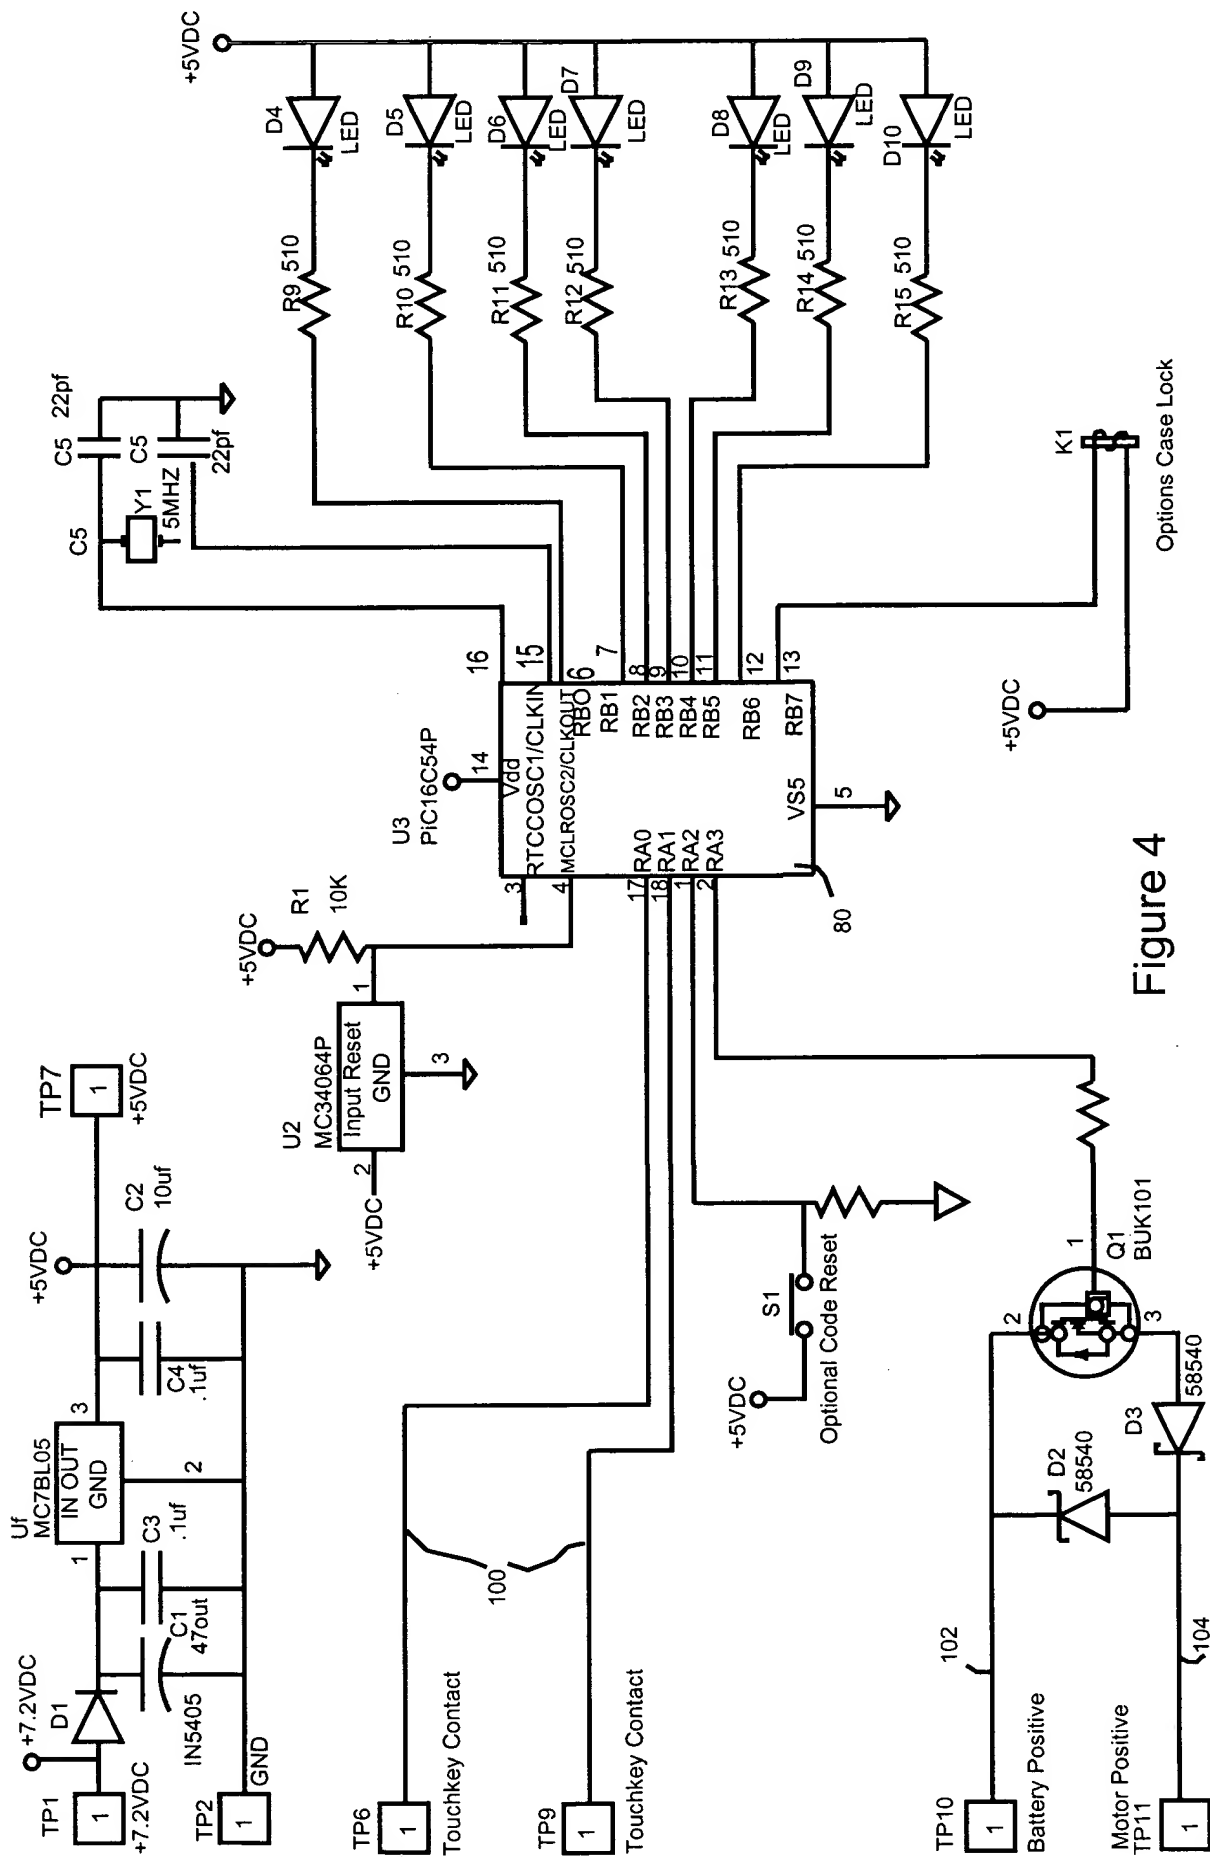 TP1
1
+7.2VDC
+7.2VDC
D1
IN5405
C1
47out
C3
.1uf
Uf
MC7BL05
IN OUT
GND
1
2
3
C4
.1uf
+5VDC
C2
10uf
TP7
1
+5VDC
TP2
1
GND
U2
MC34064P
Input Reset
GND
2
+5VDC
3
1
+5VDC
R1
10K
U3
PiC16C54P
14
Vdd
RTCCOSC1/CLKIN
MCLROSC2/CLKOUT
3
4
17
18
1
2
RA0
RA1
RA2
RA3
RBO
RB1
RB2
RB3
RB4
RB5
RB6
RB7
VS5
5
80
16
15
6
7
8
9
10
11
12
13
C5
Y1
5MHZ
C5
22pf
C5
22pf
+5VDC
R9
510
D4
LED
R10
510
D5
LED
R11
510
D6
LED
R12
510
D7
LED
R13
510
D8
LED
R14
510
D9
LED
R15
510
D10
LED
K1
+5VDC
Options Case Lock
TP6
1
Touchkey Contact
TP9
1
Touchkey Contact
100
+5VDC
S1
Optional Code Reset
TP10
1
Battery Positive
102
Motor Positive
TP11
1
104
D2
58540
D3
58540
2
3
1
Q1
BUK101
Figure 4